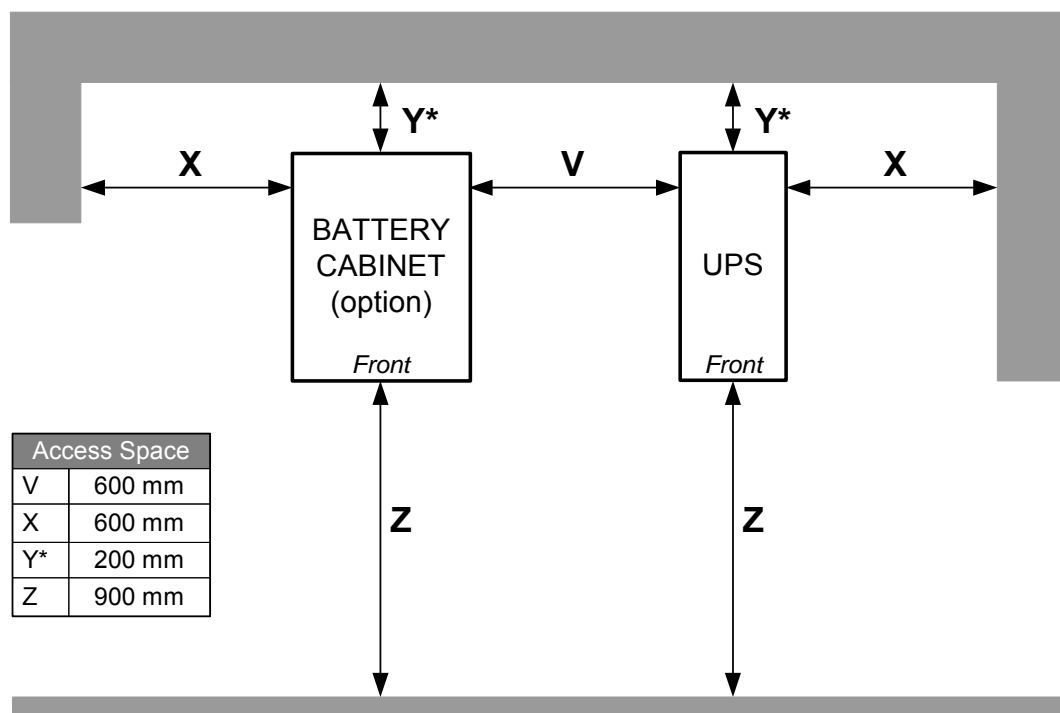 Y*
Y*
X
V
X
BATTERY
CABINET
(option)
Front
UPS
Front
Z
Z
Access Space
V 600 mm
X 600 mm
Y* 200 mm
Z 900 mm